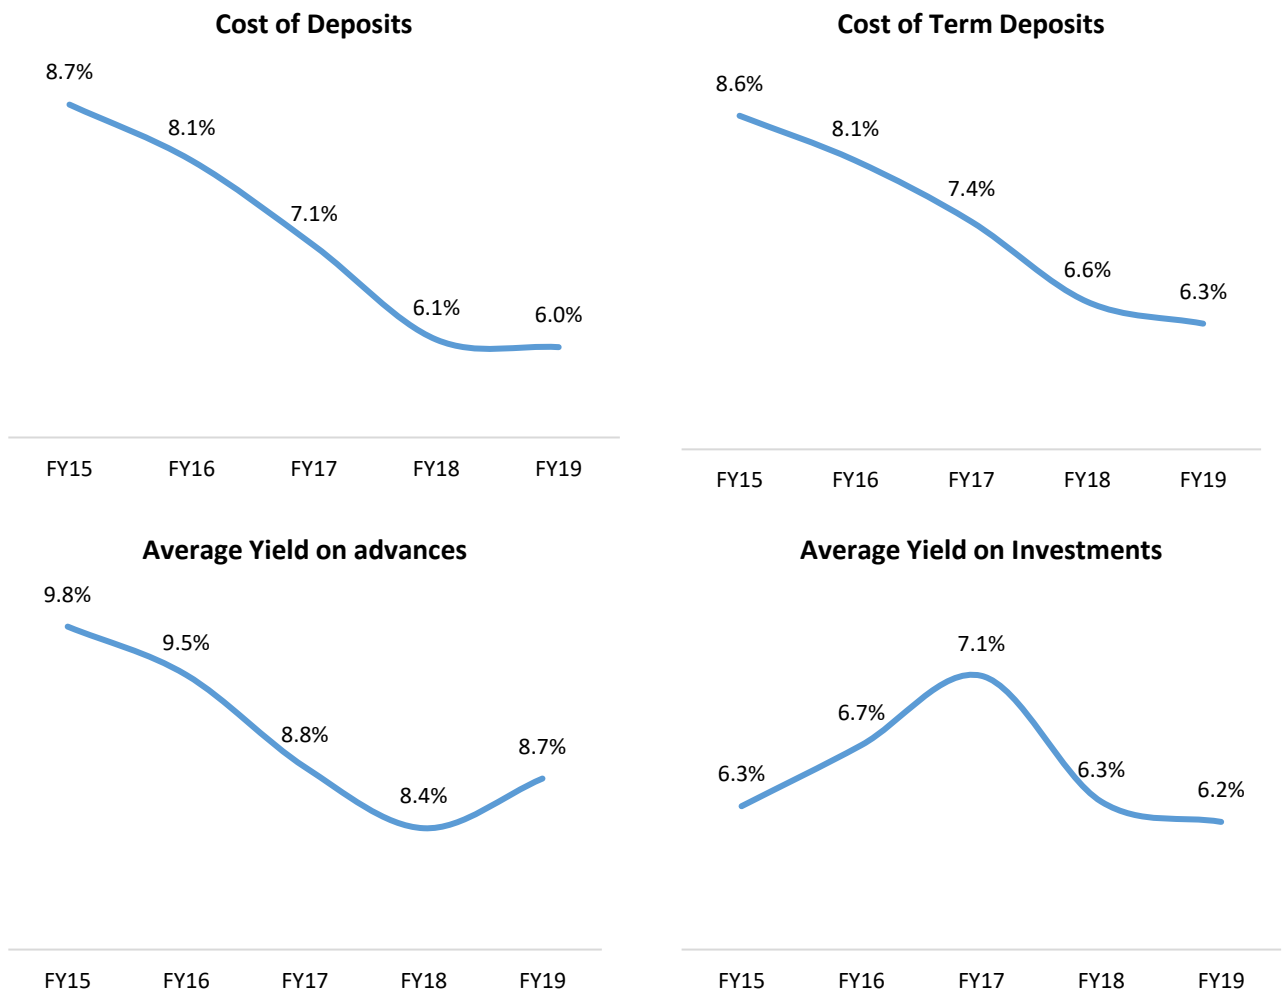 Cost of Deposits
8.7%
8.1%
7.1%
6.1%
6.0%
FY15 FY16 FY17 FY18 FY19
Cost of Term Deposits
8.6%
8.1%
7.4%
6.6%
6.3%
FY15 FY16 FY17 FY18 FY19
Average Yield on advances
9.8%
9.5%
8.8%
8.4%
8.7%
FY15 FY16 FY17 FY18 FY19
Average Yield on Investments
6.3%
6.7%
7.1%
6.3%
6.2%
FY15 FY16 FY17 FY18 FY19